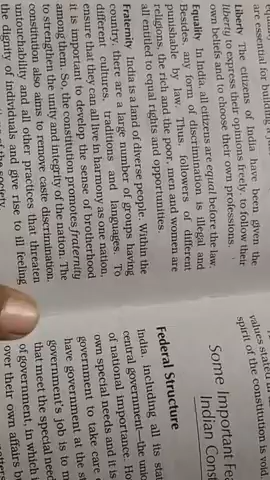 are essential for building
Liberty The citizens of India have been given the
liberty to express their opinions freely, to follow their
own beliefs and to choose their own professions.
Equality In India, all citizens are equal before the law.
Besides, any form of discrimination is illegal and
punishable by law. Thus, followers of different
religions, the rich and the poor, men and women are
all entitled to equal rights and opportunities.
Fraternity India is a land of diverse people. Within the
country, there are a large number of groups having
different cultures, traditions and languages. To
ensure that they can all live in harmony as one nation,
it is important to develop the sense of brotherhood
among them. So, the constitution promotes fraternity
to strengthen the unity and integrity of the nation. The
constitution also aims to remove caste discrimination,
untouchability and all other practices that threaten
the dignity of individuals and give rise to ill feeling
society.
values stated
spirit of the constitution is void.
Some Important Fea
Indian Cons
Federal Structure
India, including all its stat
central government—the unio
of national importance. Ho
own special needs and it is
government to take care
have government at the s
government's job is to m
that meet the special need
of government, in which
over their own affairs b